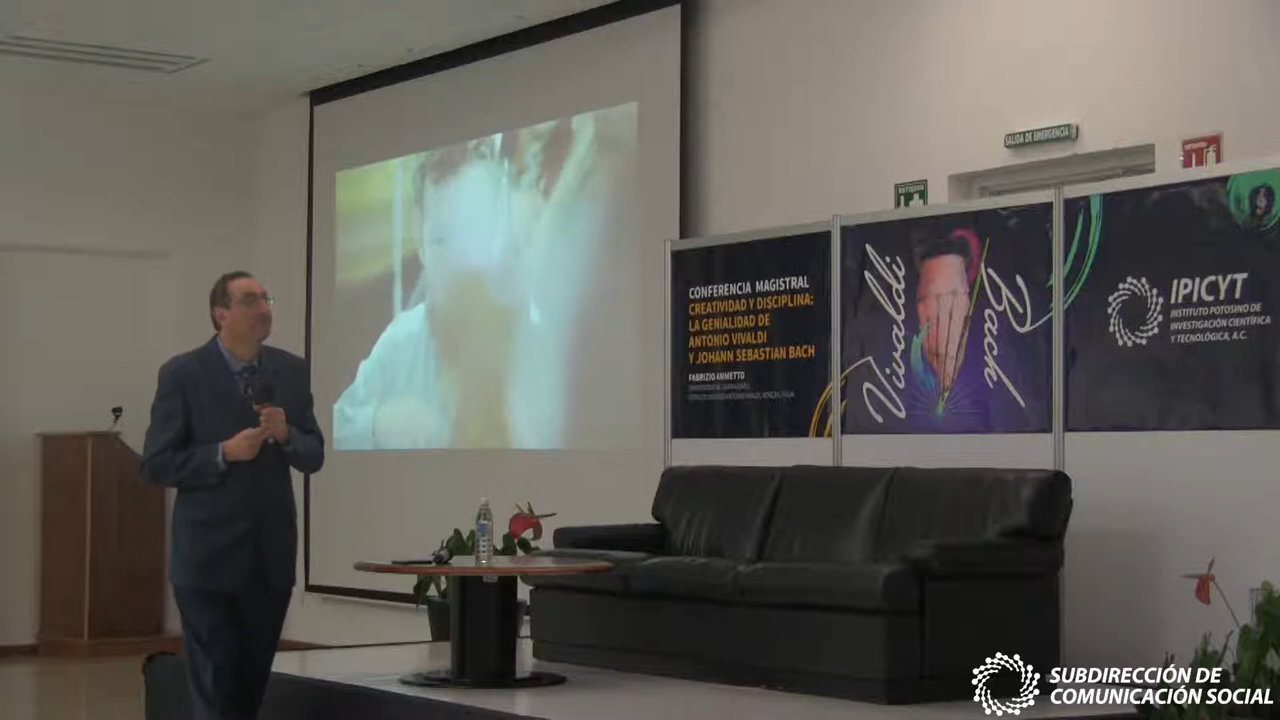 SALIDA DE EMERGENCIA
CONFERENCIA MAGISTRAL
CREATIVIDAD Y DISCIPLINA:
LA GENIALIDAD DE
ANTONIO VIVALDI
Y JOHANN SEBASTIAN BACH
FABRIZIO AMMETTO
Vivaldi
Bach
IPICYT
INSTITUTO POTOSINO DE
INVESTIGACIÓN CIENTÍFICA
Y TECNOLÓGICA, A.C.
SUBDIRECCIÓN DE
COMUNICACIÓN SOCIAL